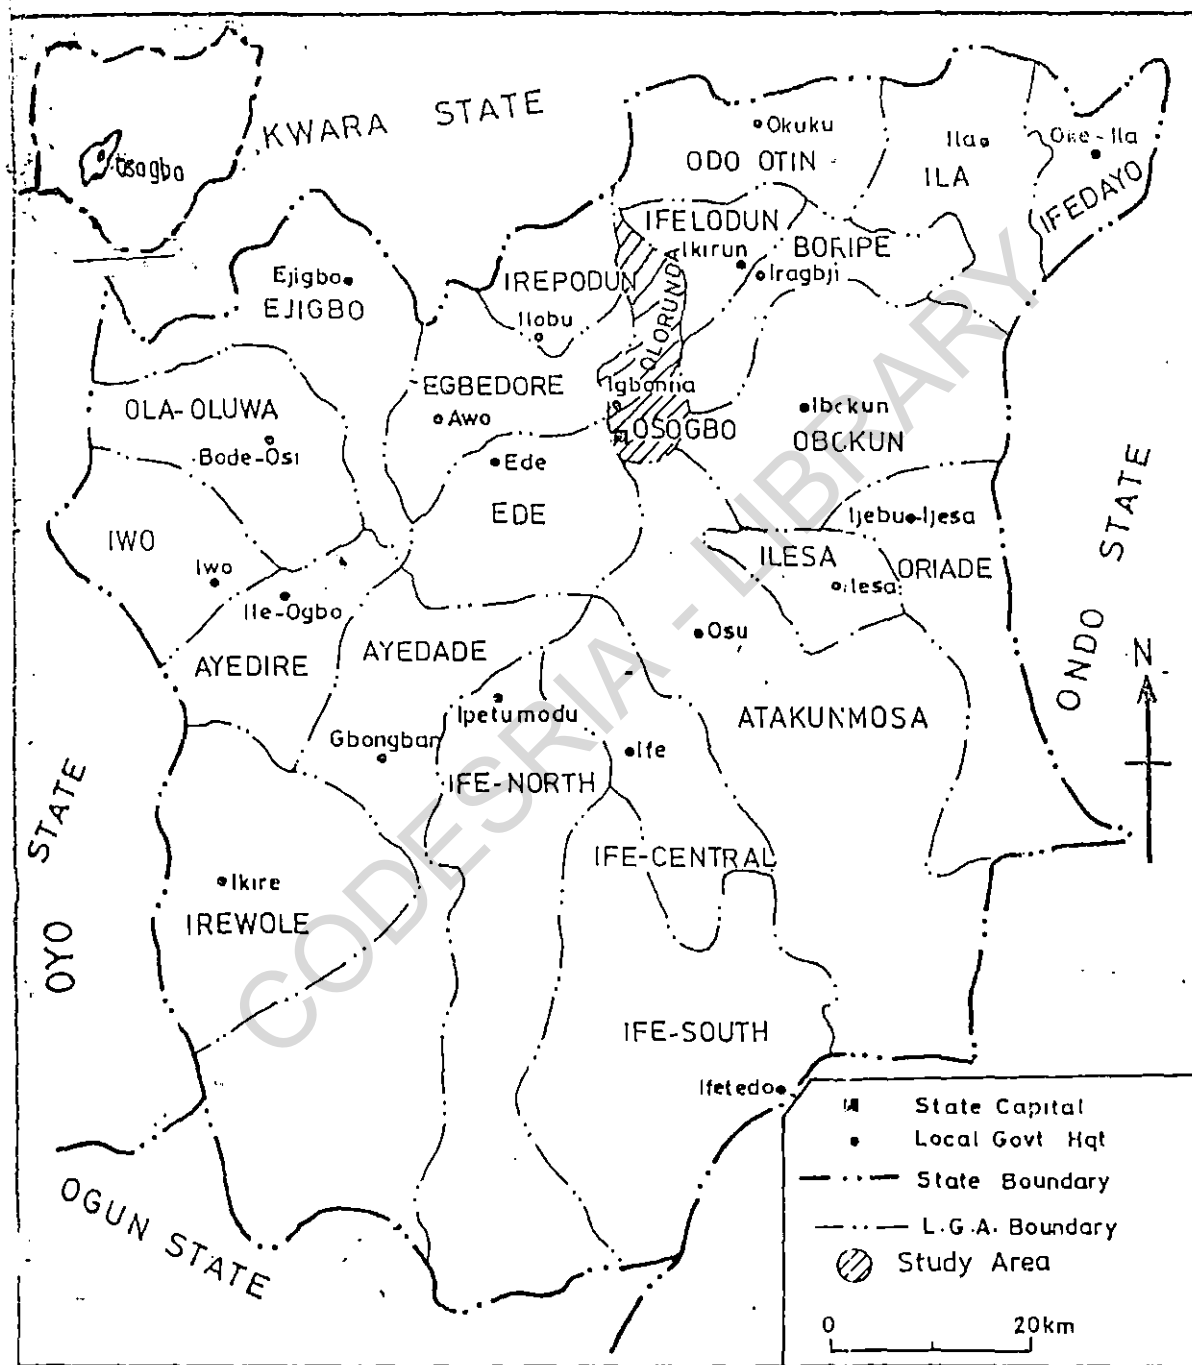 KWARA STATE
Osogbo
Okuku
ODO OTIN
Ila
ILA
Oke-Ila
IFEDAYO
IFELODUN
Ikirun
BORIPE
Iragbji
Ejigbo
EJIGBO
IREPODUN
Ilobu
OLORUNDA
EGBEDORE
Awo
Igbonna
OSOGBO
Ibokun
OBOKUN
OLA-OLUWA
Bode-Osi
Ede
EDE
IWO
Iwo
Ile-Ogbo
Ijebu-Ijesa
ILESA
Ilesa
ORIADE
ONDO STATE
N
AYEDIRE
AYEDADE
Osu
ATAKUNMOSA
Ipetumodu
Gbongban
IFE-NORTH
Ife
IFE-CENTRAL
OYO STATE
Ikire
IREWOLE
IFE-SOUTH
Ifetedo
OGUN STATE
State Capital
Local Govt Hqt
State Boundary
L.G.A. Boundary
Study Area
0 20km
CODESRIA - LIBRARY